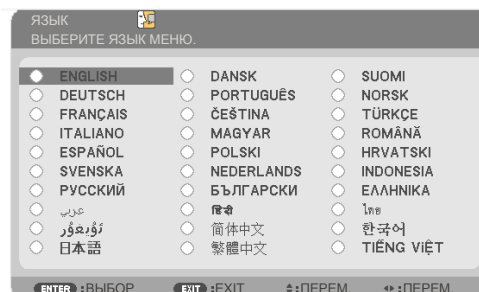 ЯЗЫК
ВЫБЕРИТЕ ЯЗЫК МЕНЮ.
ENGLISH DANSK SUOMI
DEUTSCH PORTUGUÊS NORSK
FRANÇAIS ČEŠTINA TÜRKÇE
ITALIANO MAGYAR ROMÂNĂ
ESPAÑOL POLSKI HRVATSKI
SVENSKA NEDERLANDS INDONESIA
РУССКИЙ БЪЛГАРСКИ ΕΛΛΗΝΙΚΑ
عربي हिंदी ไทย
ئۇيغۇر 简体中文 한국어
日本語 繁體中文 TIẾNG VIỆT
ENTER :ВЫБОР EXIT :EXIT :ПЕРЕМ. :ПЕРЕМ.